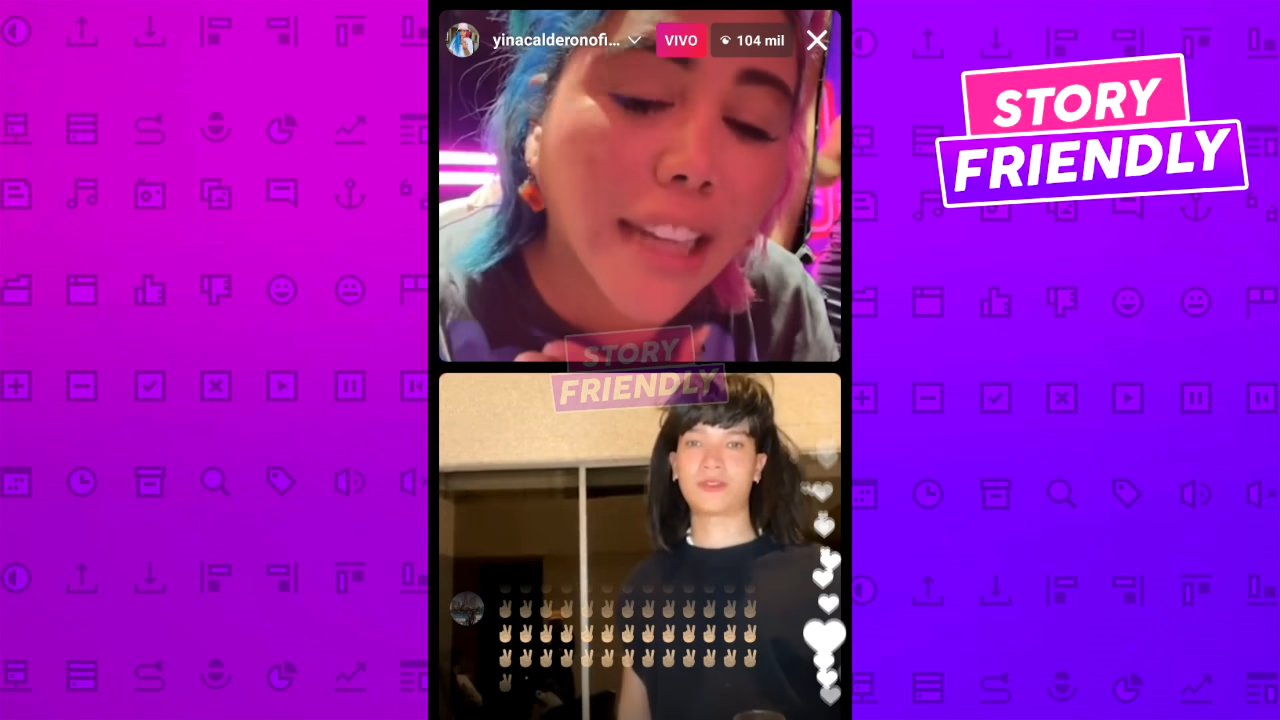 yinacalderonofi...
VIVO
104 mil
STORY
FRIENDLY
STORY
FRIENDLY